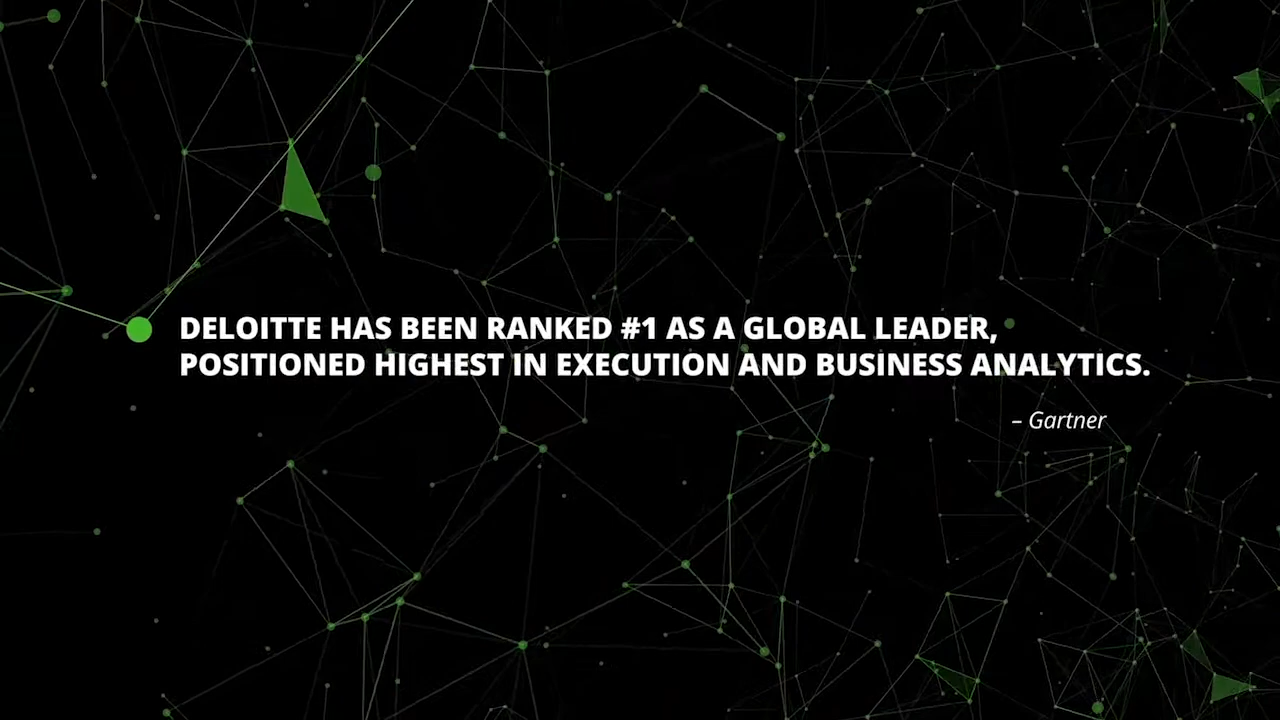 DELOITTE HAS BEEN RANKED #1 AS A GLOBAL LEADER,
POSITIONED HIGHEST IN EXECUTION AND BUSINESS ANALYTICS.
– Gartner